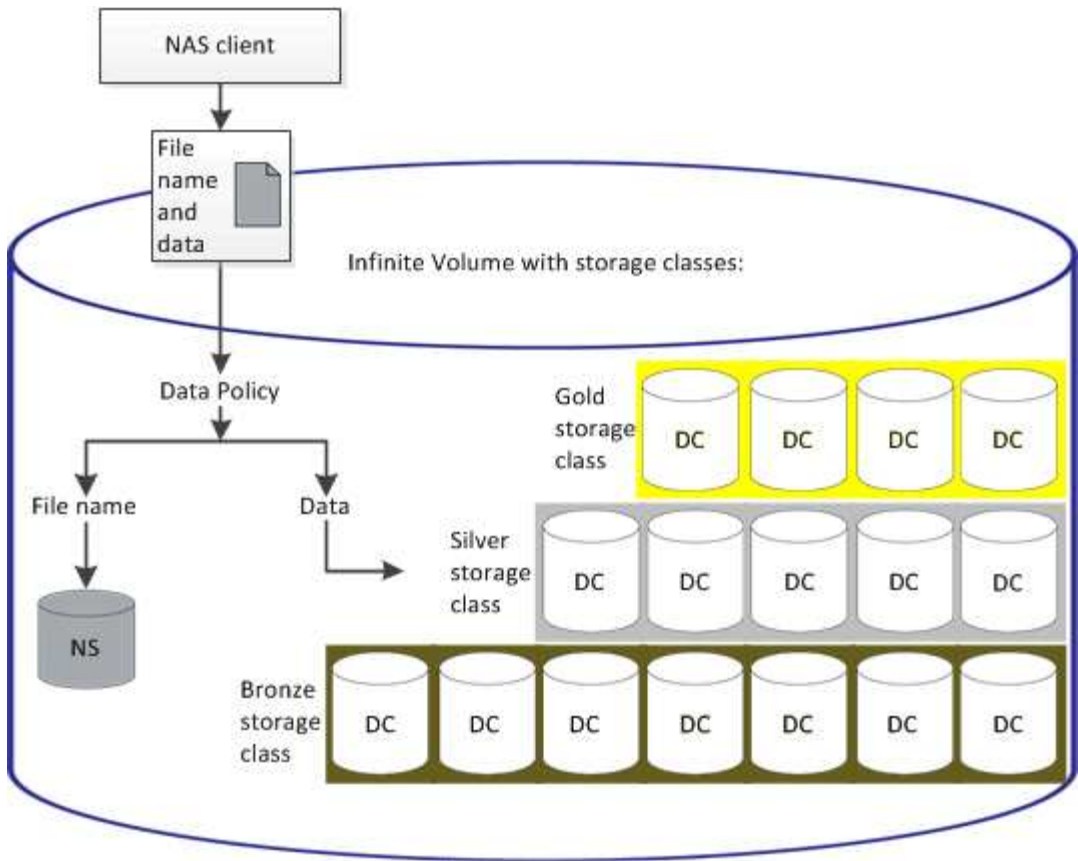 NAS client
File
name
and
data
Infinite Volume with storage classes:
Data Policy
File name
Data
NS
Gold
storage
class
DC DC DC DC
Silver
storage
class
DC DC DC DC DC
Bronze
storage
class
DC DC DC DC DC DC DC